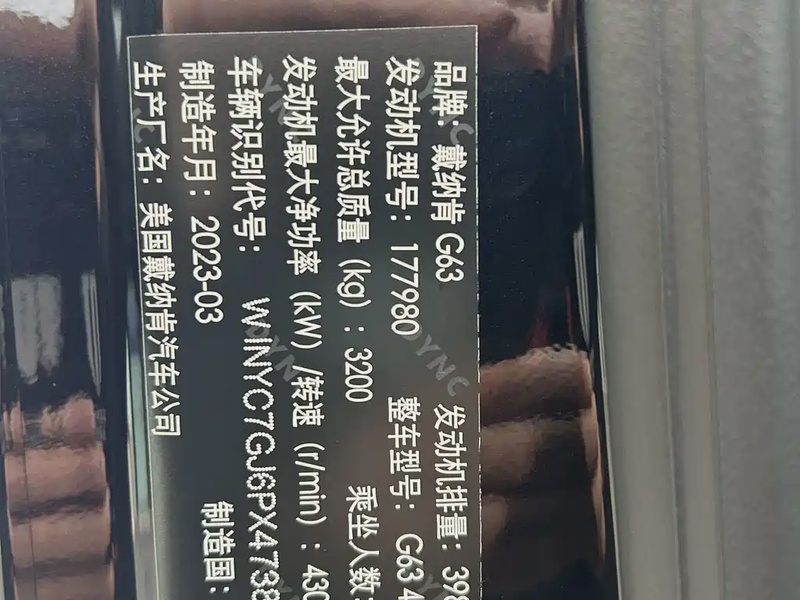 品牌：戴纳肯 G63 发动机排量：398
发动机型号：177980 整车型号：G63 4
最大允许总质量（kg）：3200 乘坐人数：
发动机最大净功率（kW）/转速（r/min）：430
车辆识别代号： W1NYC7GJ6PX4738
制造年月：2023-03 制造国：
生产厂名：美国戴纳肯汽车公司